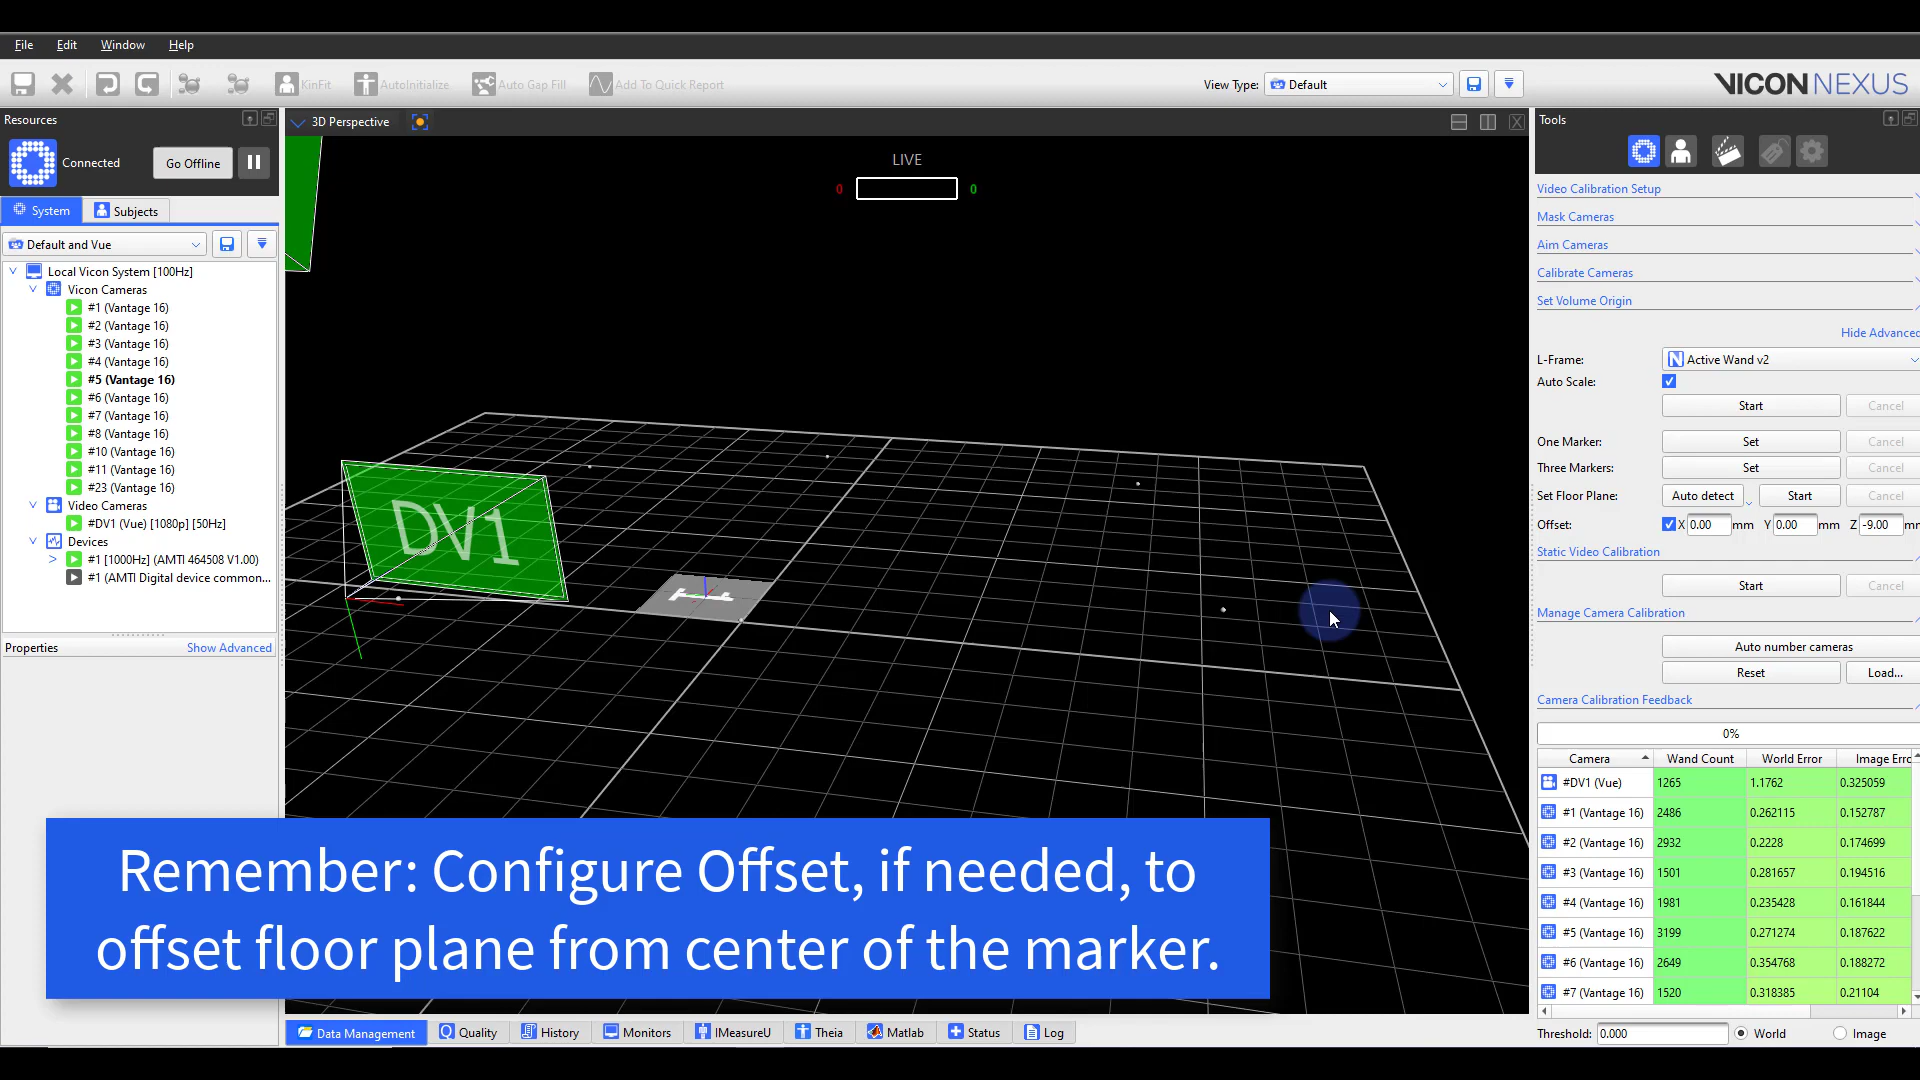 File Edit Window Help
KinFit AutoInitialize Auto Gap Fill Add To Quick Report
View Type: Default
VICON NEXUS
Resources
Connected Go Offline
System Subjects
Default and Vue
Local Vicon System [100Hz]
Vicon Cameras
#1 (Vantage 16)
#2 (Vantage 16)
#3 (Vantage 16)
#4 (Vantage 16)
#5 (Vantage 16)
#6 (Vantage 16)
#7 (Vantage 16)
#8 (Vantage 16)
#10 (Vantage 16)
#11 (Vantage 16)
#23 (Vantage 16)
Video Cameras
#DV1 (Vue) [1080p] [50Hz]
Devices
#1 [1000Hz] (AMTI 464508 V1.00)
#1 (AMTI Digital device common...
Properties Show Advanced
3D Perspective
LIVE
0 0
DV1
1
Remember: Configure Offset, if needed, to
offset floor plane from center of the marker.
Data Management Quality History Monitors IMeasureU Theia Matlab Status Log
Tools
Video Calibration Setup
Mask Cameras
Aim Cameras
Calibrate Cameras
Set Volume Origin
Hide Advanced
L-Frame: Active Wand v2
Auto Scale:
Start Cancel
One Marker: Set Cancel
Three Markers: Set Cancel
Set Floor Plane: Auto detect Start Cancel
Offset: X 0.00 mm Y 0.00 mm Z -9.00 mm
Static Video Calibration
Start Cancel
Manage Camera Calibration
Auto number cameras
Reset Load...
Camera Calibration Feedback
0%
Camera Wand Count World Error Image Erro
#DV1 (Vue) 1265 1.1762 0.325059
#1 (Vantage 16) 2486 0.262115 0.152787
#2 (Vantage 16) 2932 0.2228 0.174699
#3 (Vantage 16) 1501 0.281657 0.194516
#4 (Vantage 16) 1981 0.235428 0.161844
#5 (Vantage 16) 3199 0.271274 0.187622
#6 (Vantage 16) 2649 0.354768 0.188272
#7 (Vantage 16) 1520 0.318385 0.21104
Threshold: 0.000 World Image